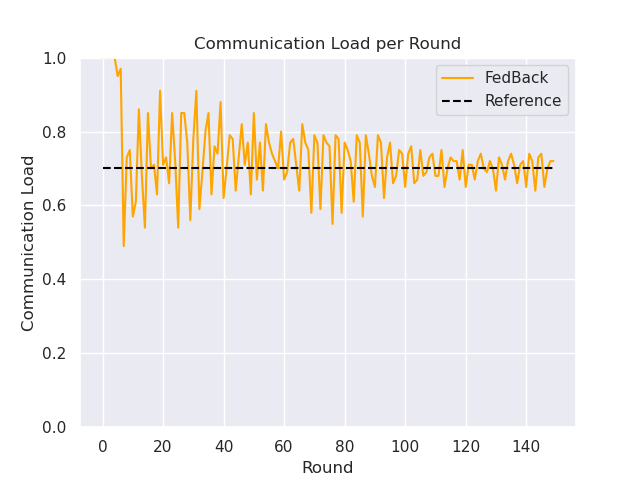 Communication Load per Round
FedBack
Reference
Communication Load
1.0
0.8
0.6
0.4
0.2
0.0
0 20 40 60 80 100 120 140
Round